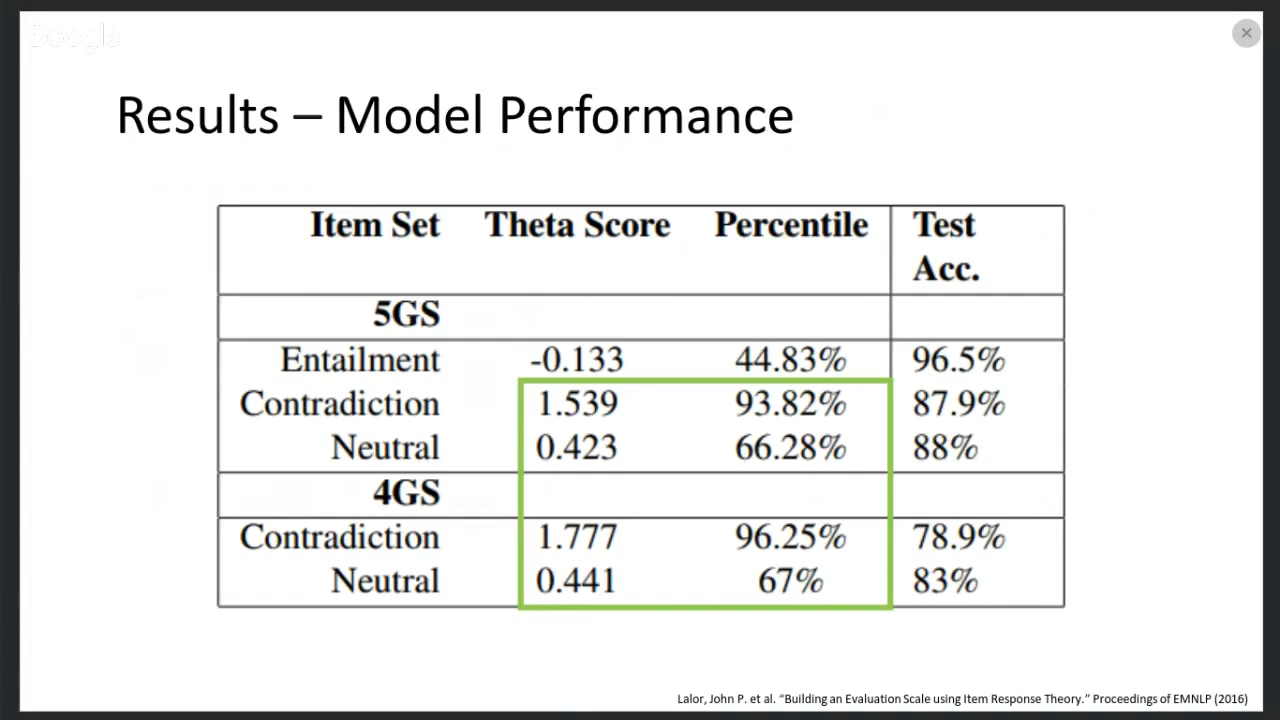 Google
Results – Model Performance
Item Set Theta Score Percentile Test Acc.
5GS
Entailment -0.133 44.83% 96.5%
Contradiction 1.539 93.82% 87.9%
Neutral 0.423 66.28% 88%
4GS
Contradiction 1.777 96.25% 78.9%
Neutral 0.441 67% 83%
Lalor, John P. et al. “Building an Evaluation Scale using Item Response Theory.” Proceedings of EMNLP (2016)